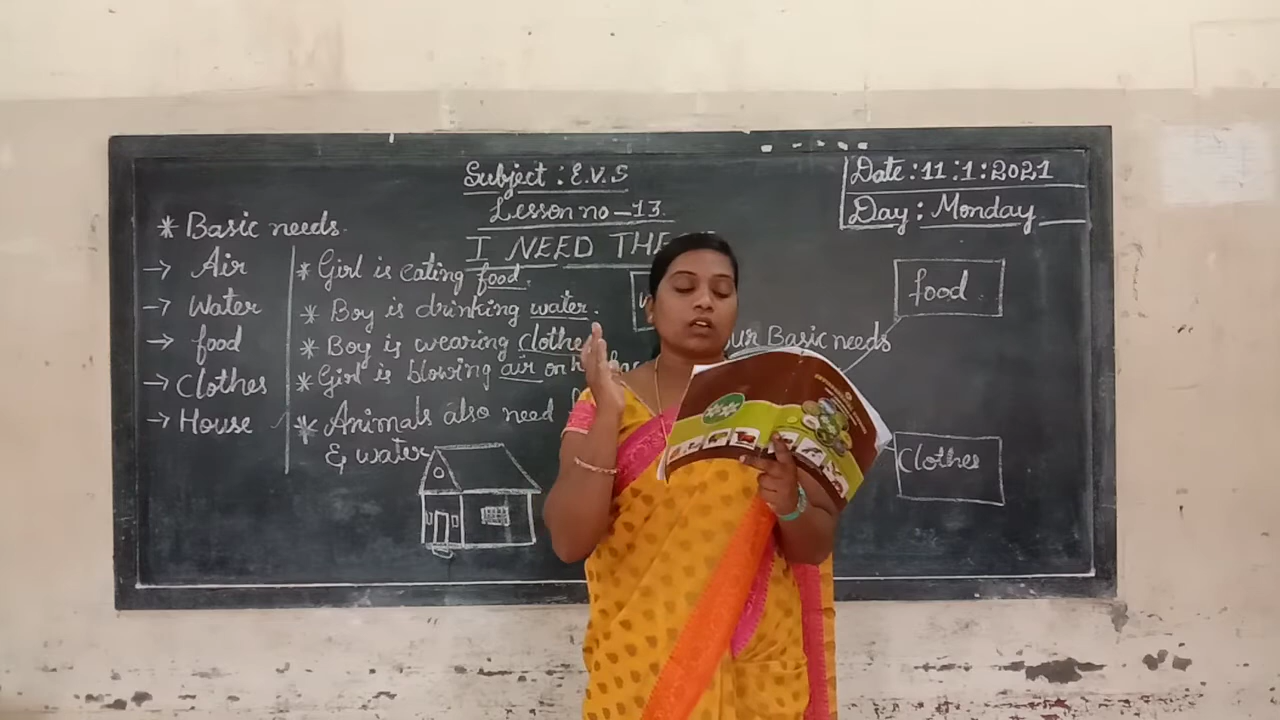 Subject : E.V.S
Lesson no - 13.
I NEED THE
Date : 11 : 1 : 2021
Day : Monday
* Basic needs.
→ Air
→ Water
→ food
→ Clothes
→ House
* Girl is eating food.
* Boy is drinking water.
* Boy is wearing clothe
* Girl is blowing air on h
* Animals also need
& water
food
Basic needs
Clothes